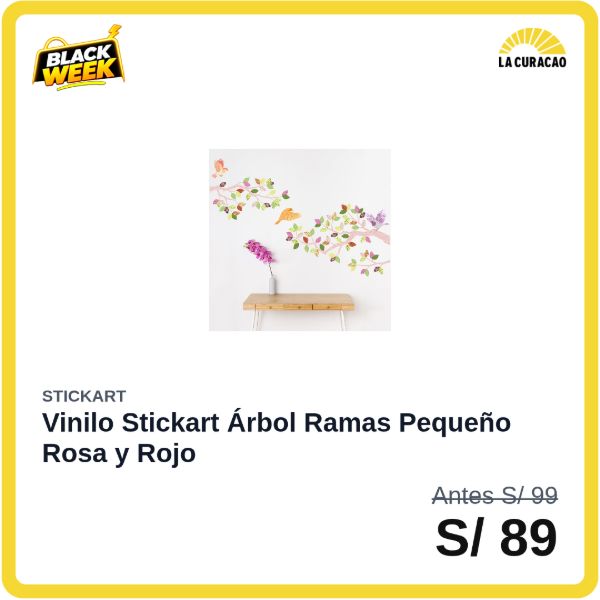 BLACK
WEEK
LA CURACAO
STICKART
Vinilo Stickart Árbol Ramas Pequeño
Rosa y Rojo
Antes S/ 99
S/ 89